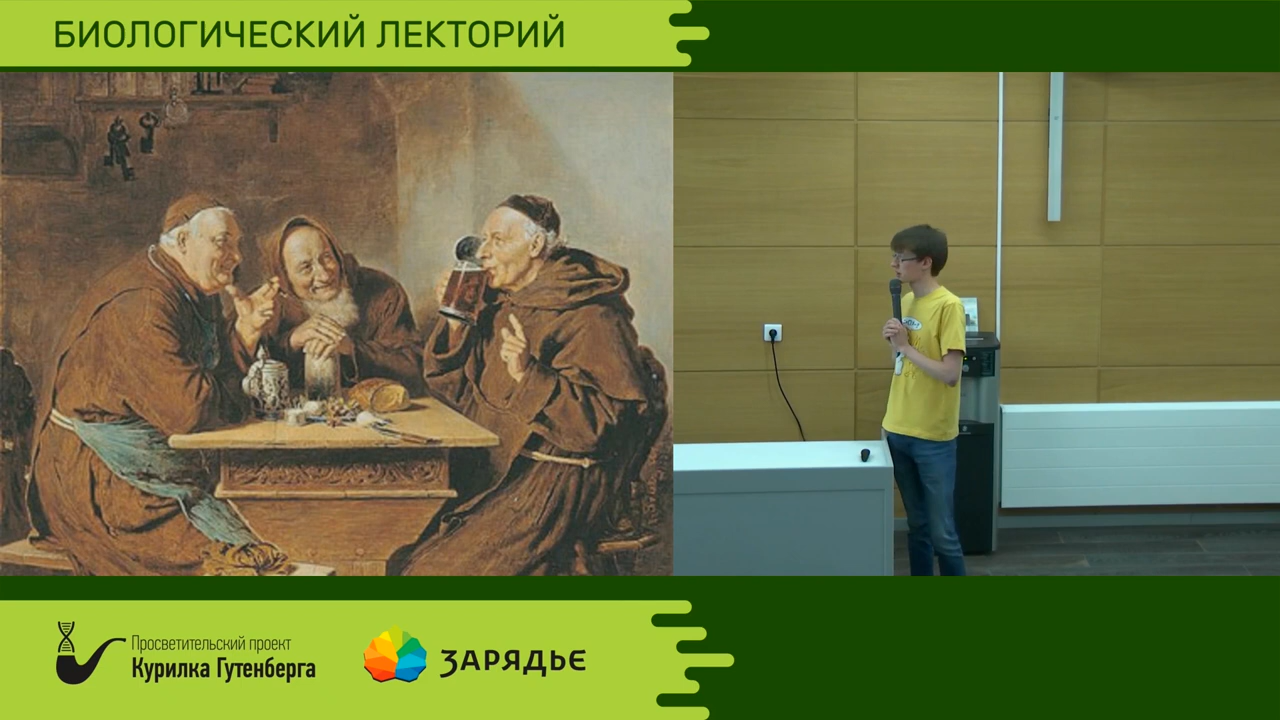 БИОЛОГИЧЕСКИЙ ЛЕКТОРИЙ
Просветительский проект
Курилка Гутенберга
ЗАРЯДЬЕ